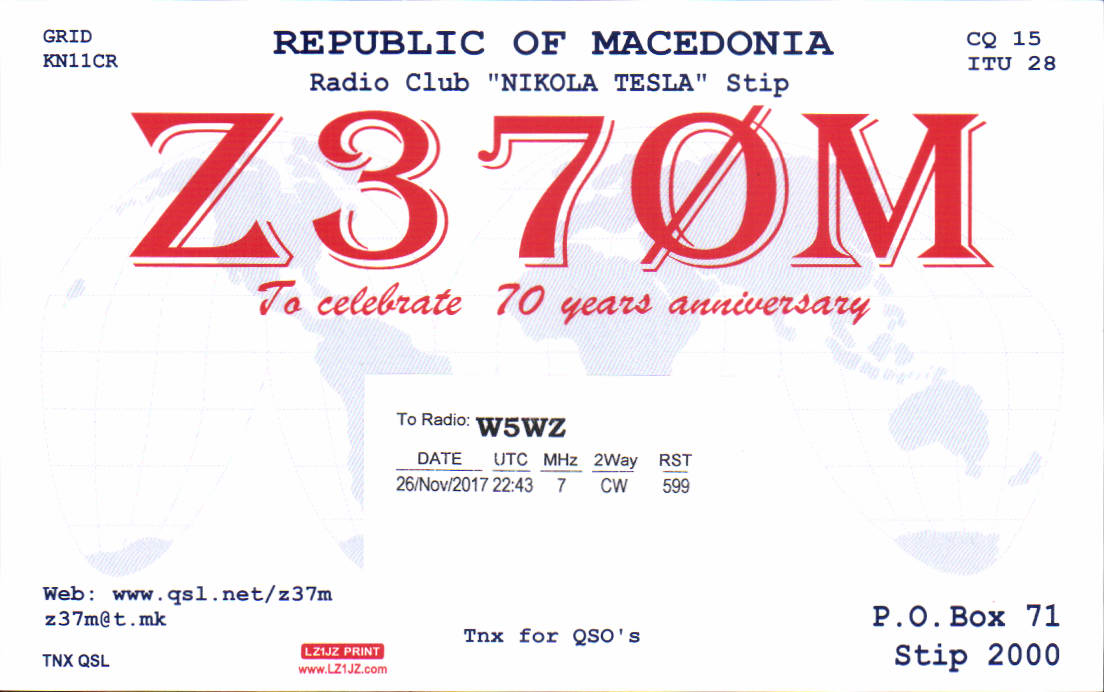 GRID
KN11CR
REPUBLIC OF MACEDONIA
Radio Club "NIKOLA TESLA" Stip
CQ 15
ITU 28
Z37ØM
To celebrate 70 years anniversary
To Radio: W5WZ
DATE UTC MHz 2Way RST
26/Nov/2017 22:43 7 CW 599
Web: www.qsl.net/z37m
z37m@t.mk
TNX QSL
LZ1JZ PRINT
www.LZ1JZ.com
Tnx for QSO's
P.O.Box 71
Stip 2000